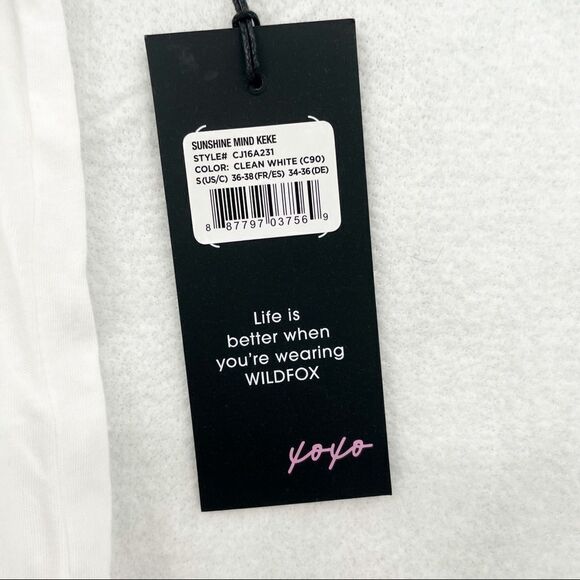 SUNSHINE MIND KEKE
STYLE# CJ16A231
COLOR: CLEAN WHITE (C90)
S(US/C) 36-38(FR/ES) 34-36(DE)
8 87797 03756 9
Life is
better when
you're wearing
WILDFOX
xoxo